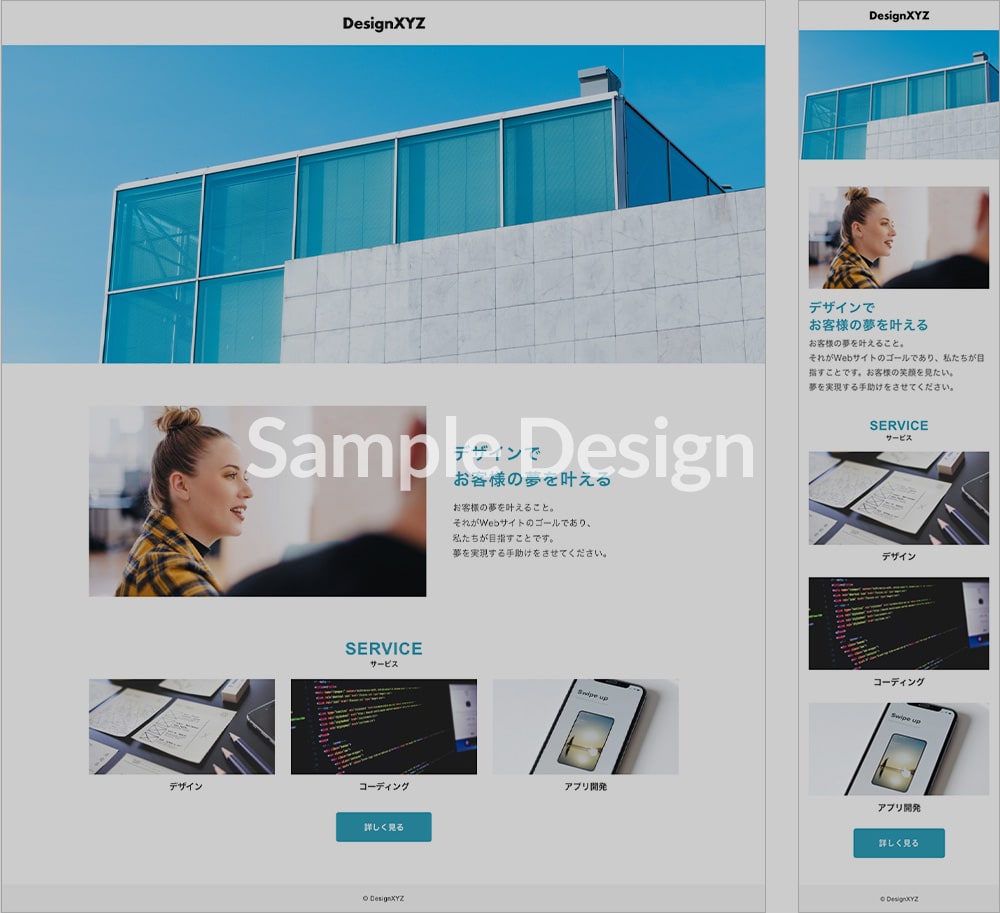 DesignXYZ
Sample Design
デザインで
お客様の夢を叶える
お客様の夢を叶えること。
それがWebサイトのゴールであり、
私たちが目指すことです。
夢を実現する手助けをさせてください。
SERVICE
サービス
Swipe up
デザイン
コーディング
アプリ開発
詳しく見る
© DesignXYZ
DesignXYZ
デザインで
お客様の夢を叶える
お客様の夢を叶えること。
それがWebサイトのゴールであり、私たちが目
指すことです。お客様の笑顔を見たい。
夢を実現する手助けをさせてください。
SERVICE
サービス
デザイン
コーディング
Swipe up
アプリ開発
詳しく見る
© DesignXYZ